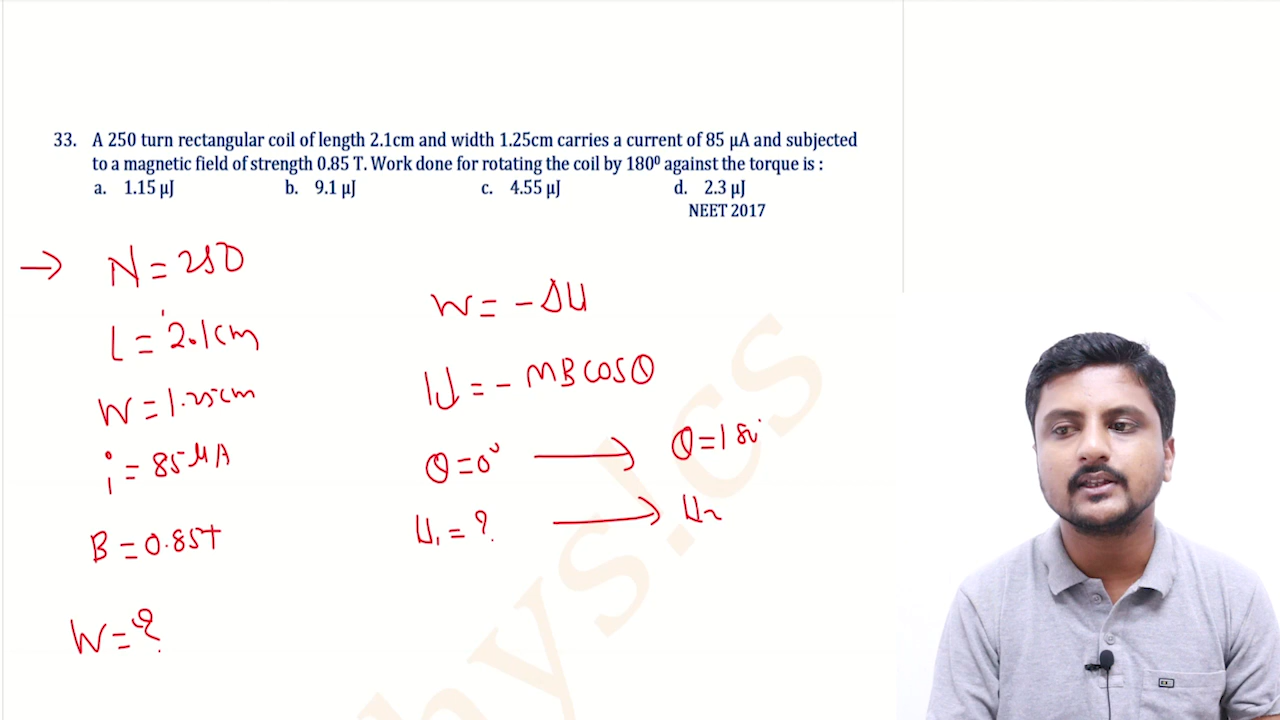 33. A 250 turn rectangular coil of length 2.1cm and width 1.25cm carries a current of 85 μA and subjected
to a magnetic field of strength 0.85 T. Work done for rotating the coil by 180⁰ against the torque is :
a. 1.15 μJ b. 9.1 μJ c. 4.55 μJ d. 2.3 μJ
NEET 2017
→ N = 250
l = 2.1cm
W = 1.25cm
i = 85 μA
B = 0.85T
W = ?
W = - ΔU
U = - MB cosθ
θ = 0° → θ = 180°
U₁ = ? → U₂
hys!cs